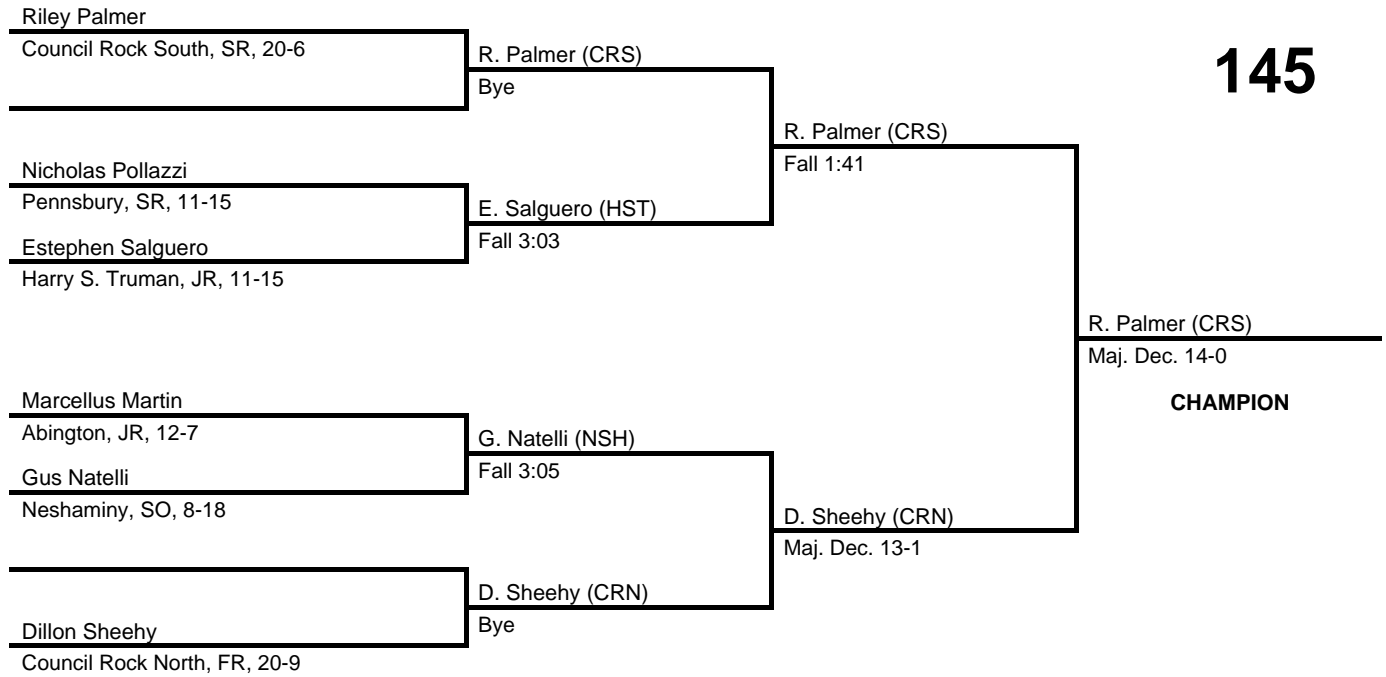 Riley Palmer
Council Rock South, SR, 20-6
R. Palmer (CRS)
Bye
145
R. Palmer (CRS)
Fall 1:41
Nicholas Pollazzi
Pennsbury, SR, 11-15
E. Salguero (HST)
Fall 3:03
Estephen Salguero
Harry S. Truman, JR, 11-15
R. Palmer (CRS)
Maj. Dec. 14-0
CHAMPION
Marcellus Martin
Abington, JR, 12-7
G. Natelli (NSH)
Fall 3:05
Gus Natelli
Neshaminy, SO, 8-18
D. Sheehy (CRN)
Maj. Dec. 13-1
D. Sheehy (CRN)
Bye
Dillon Sheehy
Council Rock North, FR, 20-9